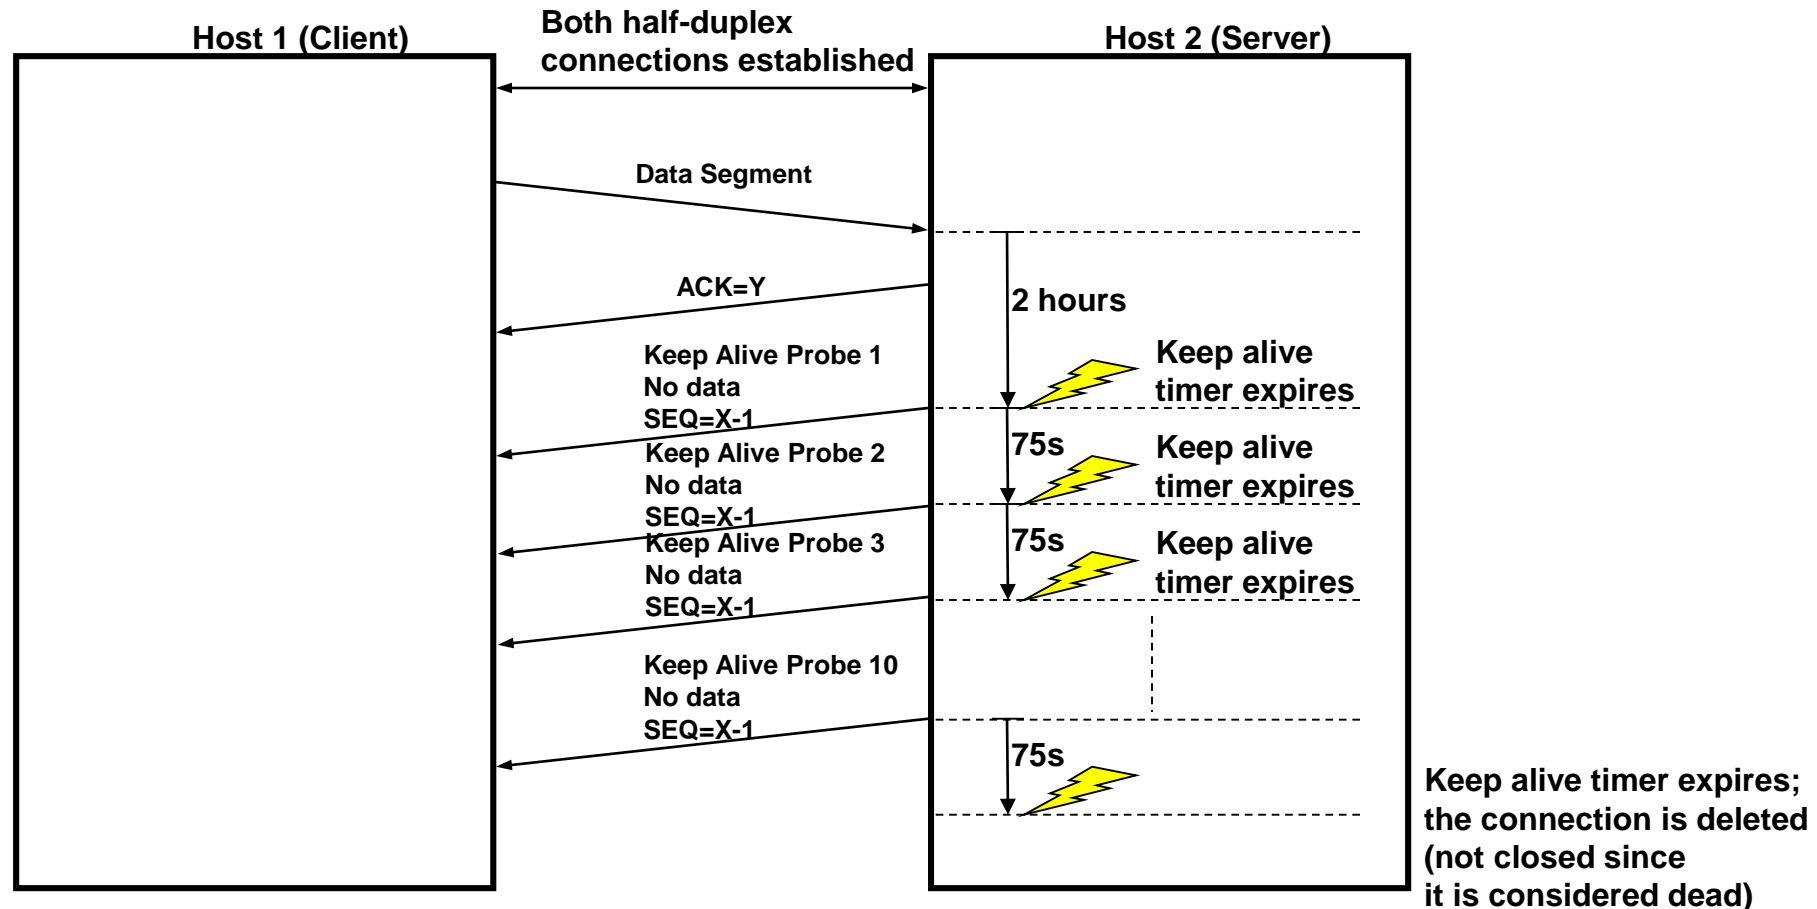 Both half-duplex
connections established
Host 1 (Client)
Host 2 (Server)
Data Segment
ACK=Y
2 hours
Keep Alive Probe 1
No data
SEQ=X-1
Keep alive
timer expires
75s
Keep Alive Probe 2
No data
SEQ=X-1
Keep alive
timer expires
75s
Keep Alive Probe 3
No data
SEQ=X-1
Keep alive
timer expires
Keep Alive Probe 10
No data
SEQ=X-1
75s
Keep alive timer expires;
the connection is deleted
(not closed since
it is considered dead)